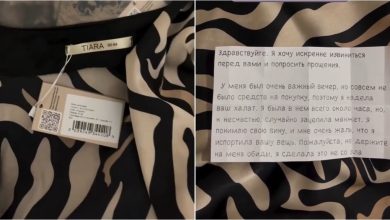 TIARA
Здравствуйте. Я хочу искренне извиниться
перед вами и попросить прощения.
У меня был очень важный вечер, но совсем не
было средств на покупку, поэтому я надела
ваш халат. Я была в нем всего около часа, но,
к несчастью, случайно зацепила манжет. Я
понимаю свою вину, и мне очень жаль, что я
испортила вашу вещь. Пожалуйста, не держите
на меня обиды, я сделала это не со зла